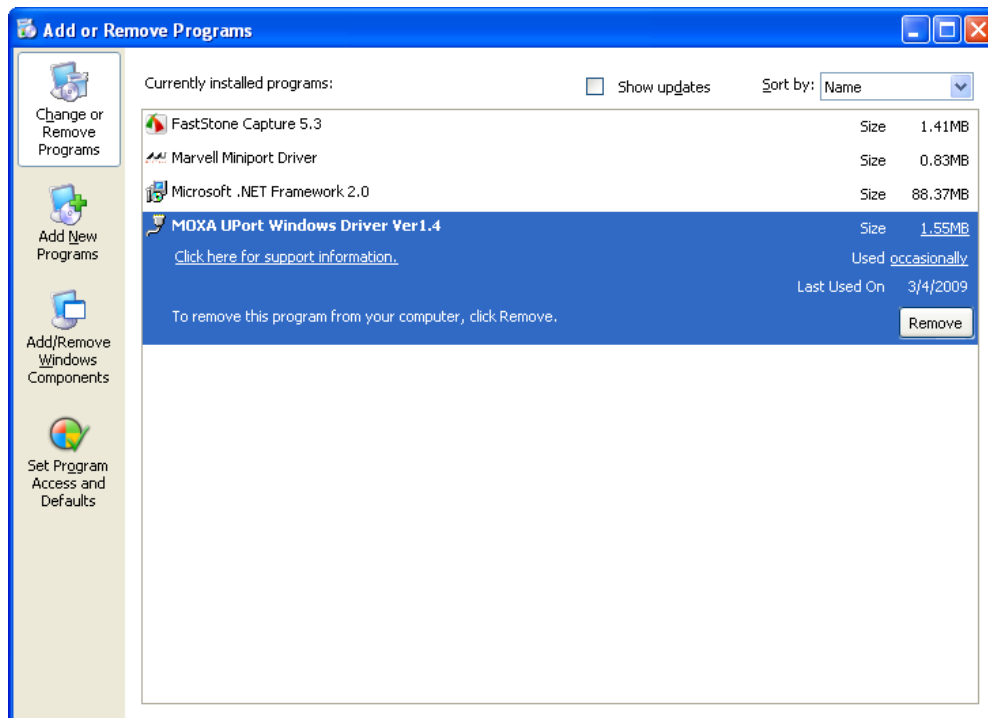 Add or Remove Programs
Change or
Remove
Programs
Add New
Programs
Add/Remove
Windows
Components
Set Program
Access and
Defaults
Currently installed programs:
Show updates
Sort by: Name
FastStone Capture 5.3 Size 1.41MB
Marvell Miniport Driver Size 0.83MB
Microsoft .NET Framework 2.0 Size 88.37MB
MOXA UPort Windows Driver Ver1.4 Size 1.55MB
Click here for support information. Used occasionally
Last Used On 3/4/2009
To remove this program from your computer, click Remove. Remove